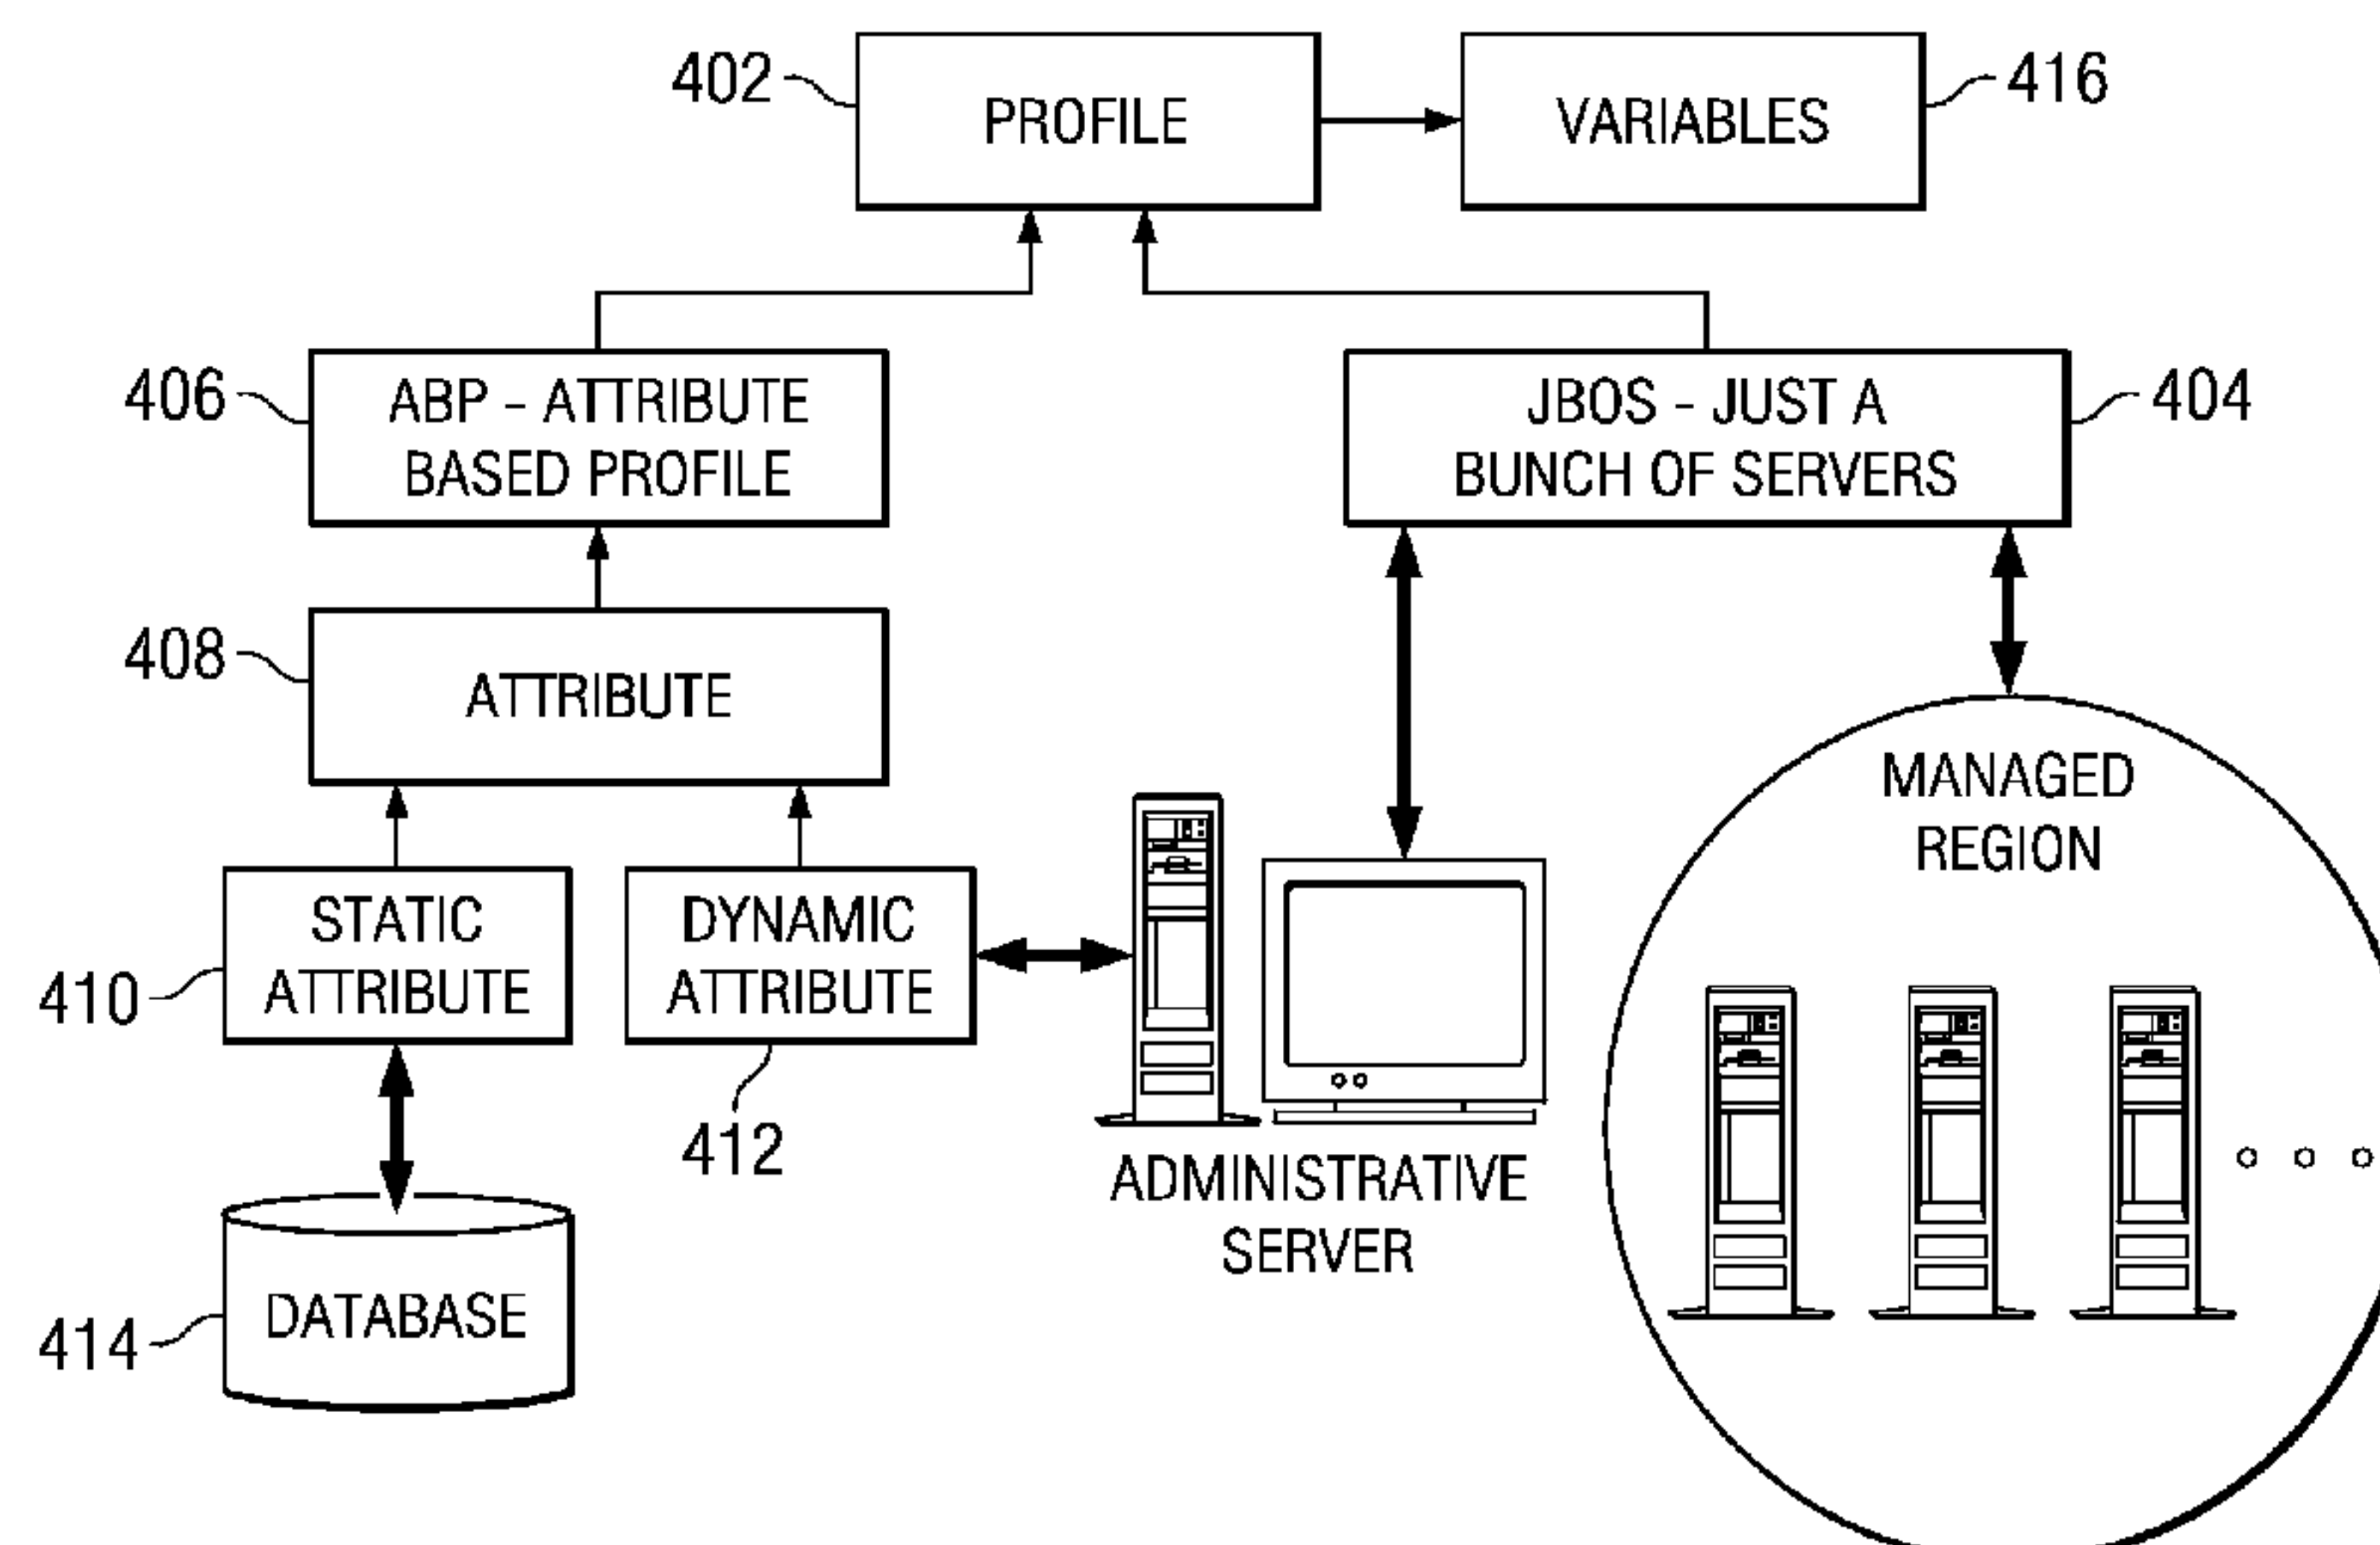 402
PROFILE
VARIABLES
416
406
ABP - ATTRIBUTE
BASED PROFILE
JBOS - JUST A
BUNCH OF SERVERS
404
408
ATTRIBUTE
MANAGED
REGION
410
STATIC
ATTRIBUTE
DYNAMIC
ATTRIBUTE
412
ADMINISTRATIVE
SERVER
414
DATABASE